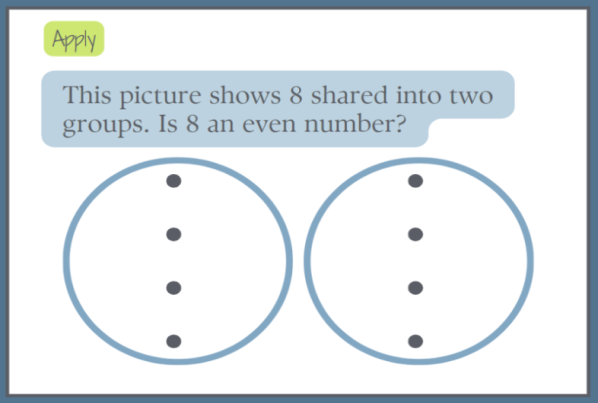 Apply
This picture shows 8 shared into two
groups. Is 8 an even number?